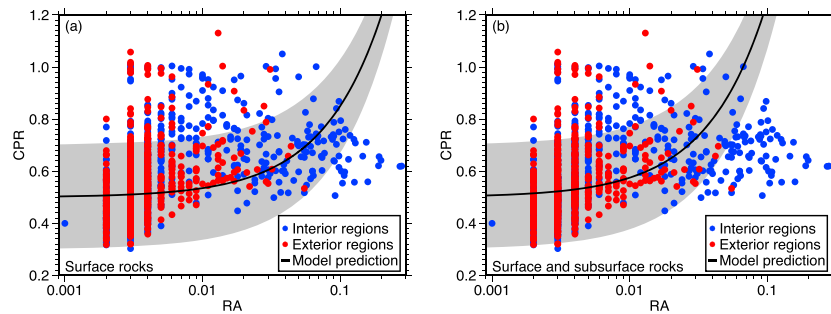 (a)
1.2
1.0
0.8
0.6
0.4
0.2
CPR
Interior regions
Exterior regions
Model prediction
Surface rocks
0.001
0.01
0.1
RA
(b)
1.2
1.0
0.8
0.6
0.4
0.2
CPR
Interior regions
Exterior regions
Model prediction
Surface and subsurface rocks
0.001
0.01
0.1
RA